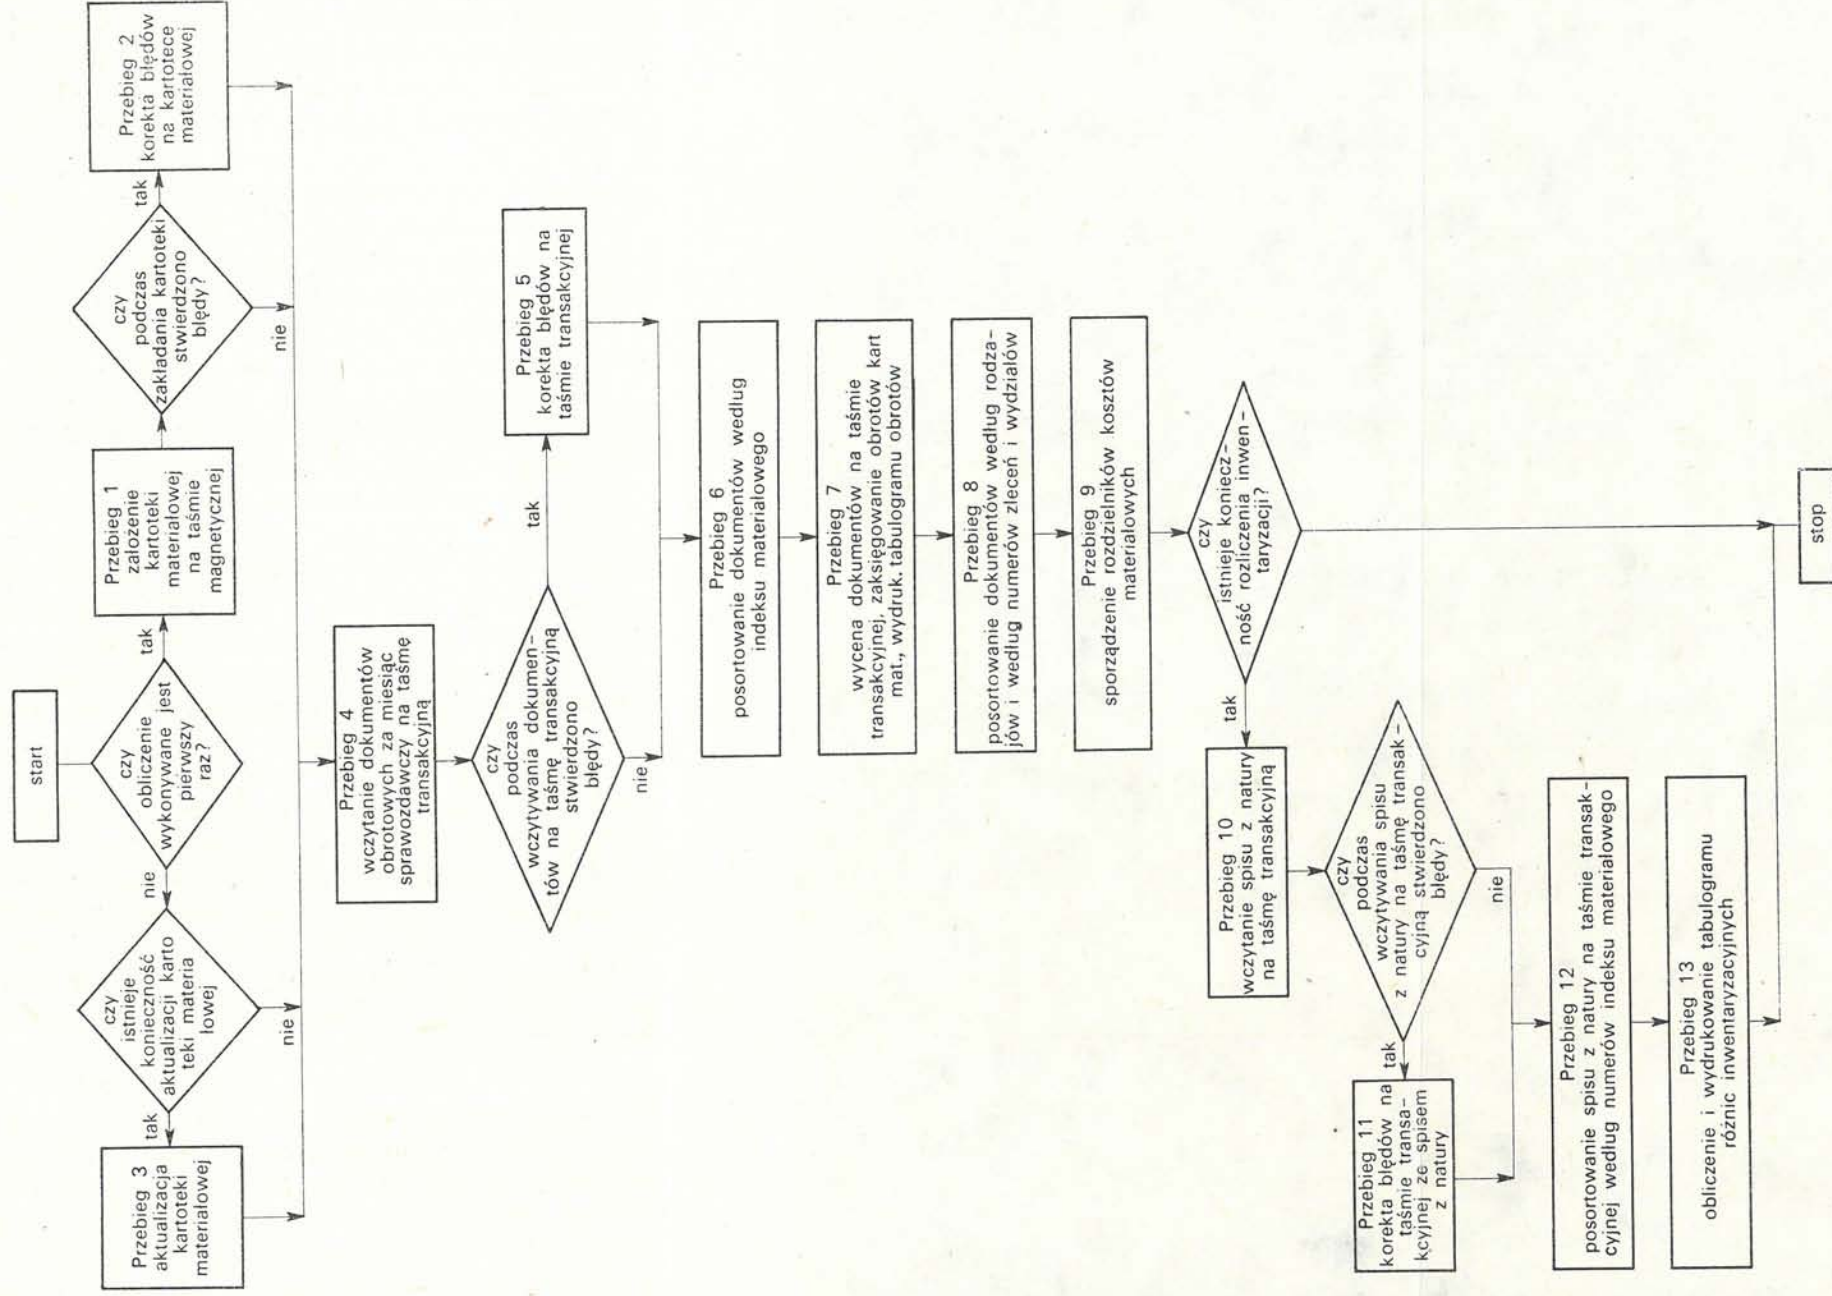 start
czy
obliczenie
wykonywane jest
pierwszy
raz?
tak
nie
Przebieg 1
założenie
kartoteki
materiałowej
na taśmie
magnetycznej
czy
podczas
zakładania kartoteki
stwierdzono
błędy?
tak
nie
Przebieg 2
korekta błędów
na kartotece
materiałowej
czy
istnieje
konieczność
aktualizacji karto
teki materia
łowej
tak
nie
Przebieg 3
aktualizacja
kartoteki
materiałowej
Przebieg 4
wczytanie dokumentów
obrotowych za miesiąc
sprawozdawczy na taśmę
transakcyjną
czy
podczas
wczytywania dokumen-
tów na taśmę transakcyjną
stwierdzono
błędy?
tak
nie
Przebieg 5
korekta błędów na
taśmie transakcyjnej
Przebieg 6
posortowanie dokumentów według
indeksu materiałowego
Przebieg 7
wycena dokumentów na taśmie
transakcyjnej, zaksięgowanie obrotów kart
mat., wydruk. tabulogramu obrotów
Przebieg 8
posortowanie dokumentów według rodza-
jów i według numerów zleceń i wydziałów
Przebieg 9
sporządzenie rozdzielników kosztów
materiałowych
czy
istnieje koniecz-
ność rozliczenia inwen-
taryzacji?
tak
Przebieg 10
wczytanie spisu z natury
na taśmę transakcyjną
czy
podczas
wczytywania spisu
z natury na taśmę transak-
cyjną stwierdzono
błędy?
tak
nie
Przebieg 11
korekta błędów na
taśmie transa-
kcyjnej ze spisem
z natury
Przebieg 12
posortowanie spisu z natury na taśmie transak-
cyjnej według numerów indeksu materiałowego
Przebieg 13
obliczenie i wydrukowanie tabulogramu
różnic inwentaryzacyjnych
stop